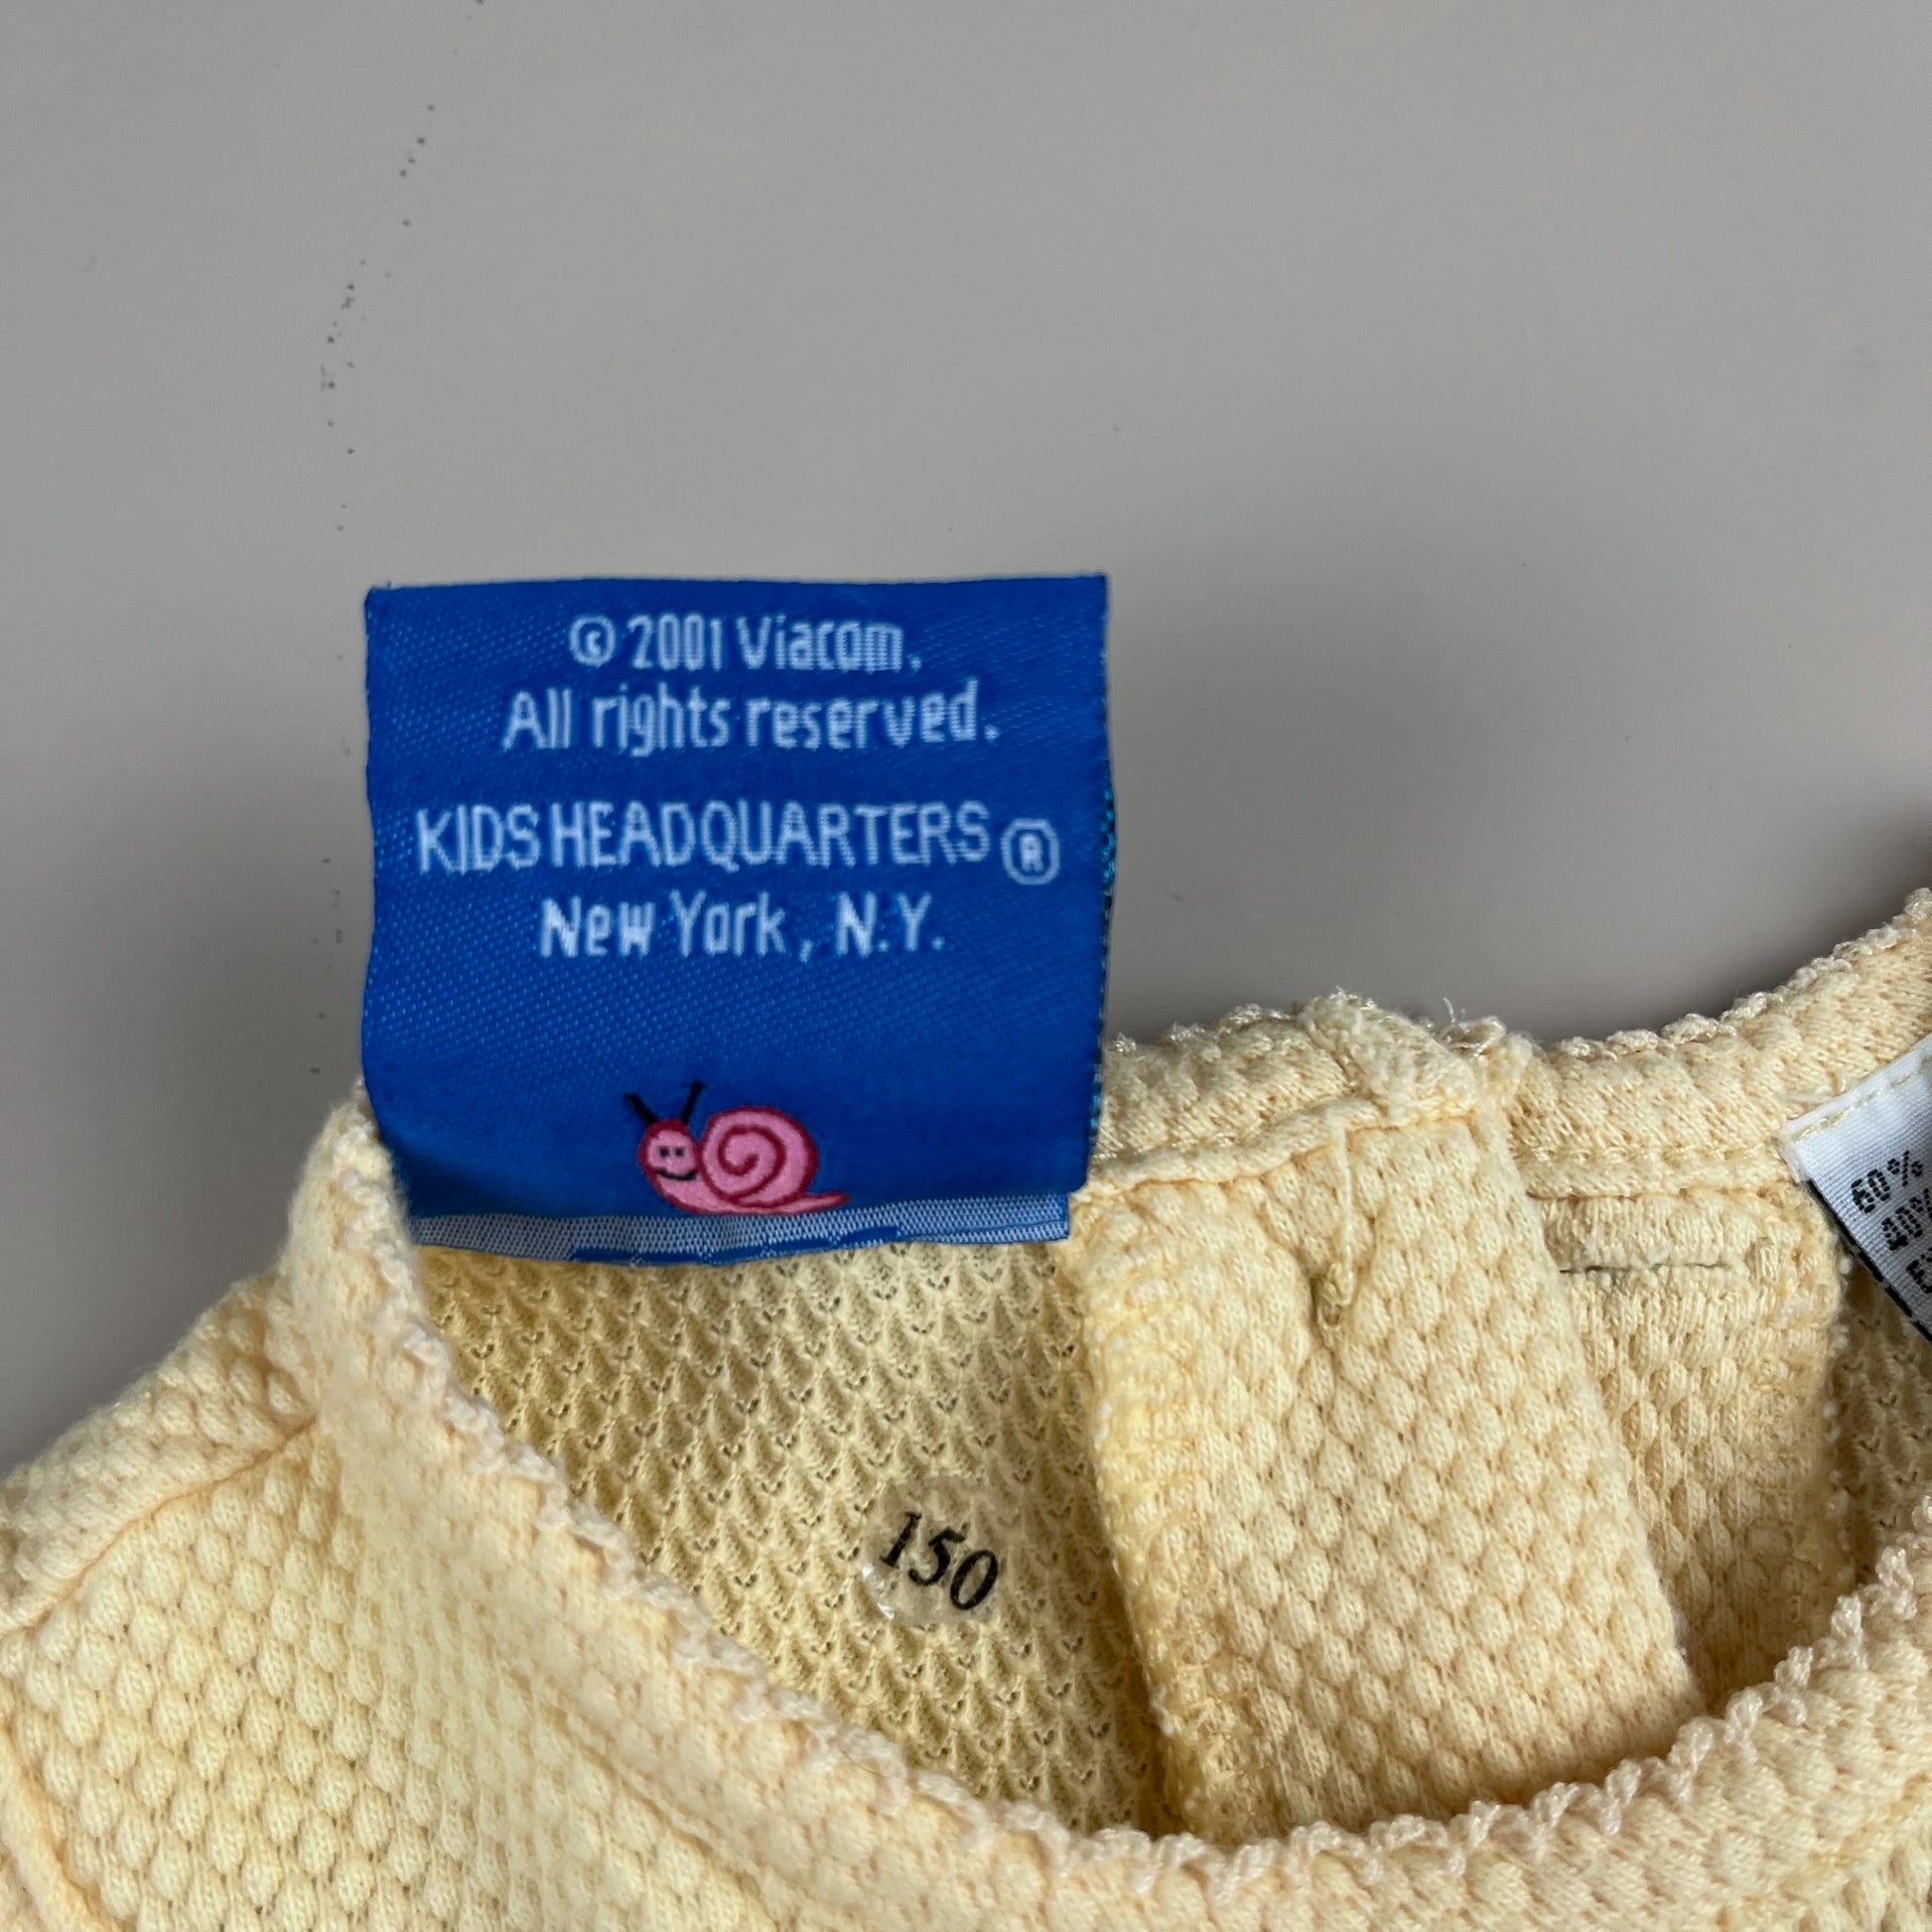 © 2001 Viacom.
All rights reserved.
KIDS HEADQUARTERS ®
New York, N.Y.
150
60%